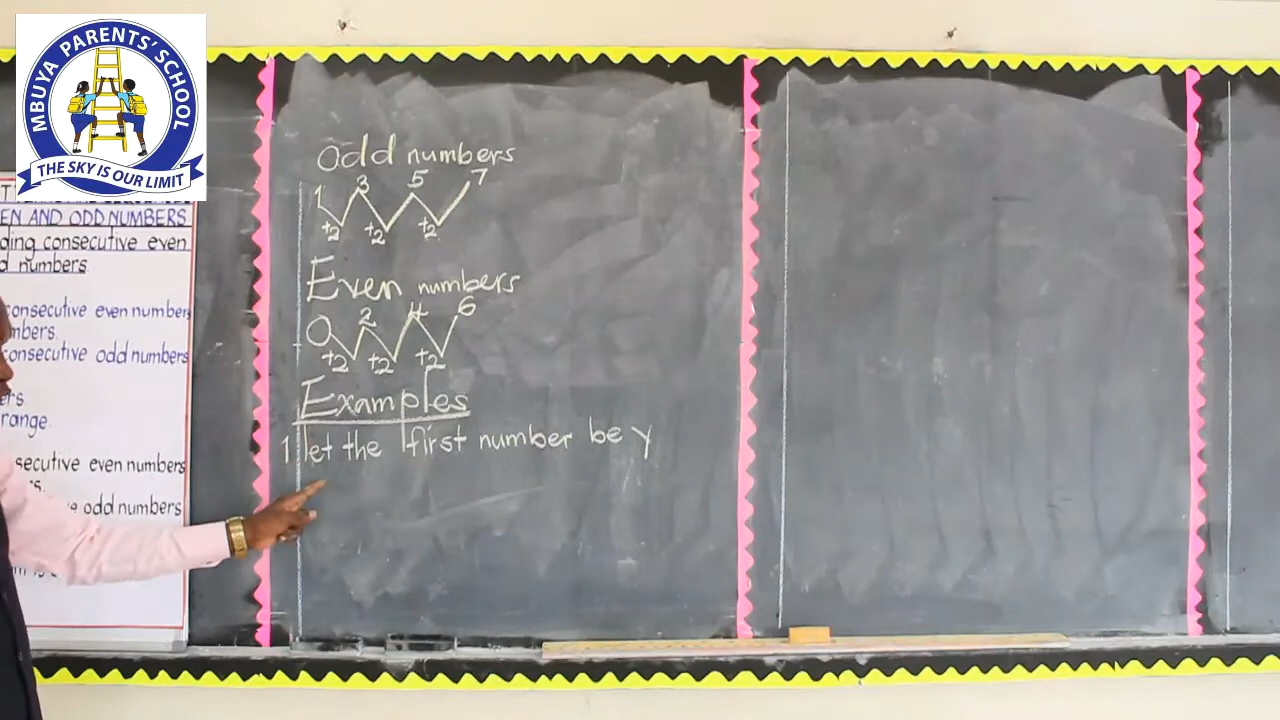 MBUYA PARENTS' SCHOOL
THE SKY IS OUR LIMIT
EN AND ODD NUMBERS
ding consecutive even
d numbers
consecutive even number
mbers.
consecutive odd numbers
ers
range.
secutive even numbers
rs.
odd numbers
Odd numbers
1 3 5 7
+2 +2 +2
Even numbers
0 2 4 6
+2 +2 +2
Examples
1. let the first number be y